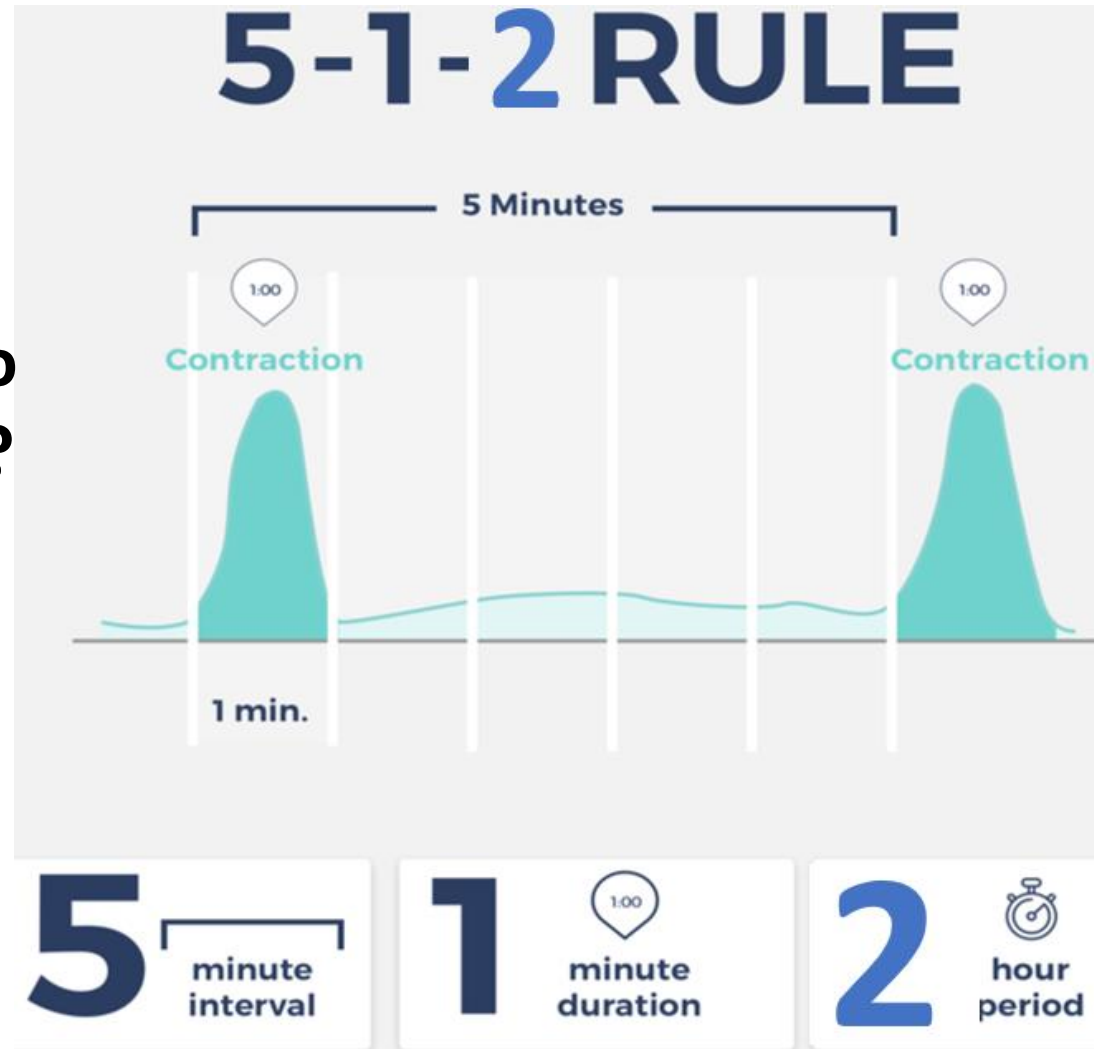 5-1-2 RULE
5 Minutes
1:00
1:00
Contraction
Contraction
?
1 min.
5
minute
interval
1
1:00
minute
duration
2
hour
period